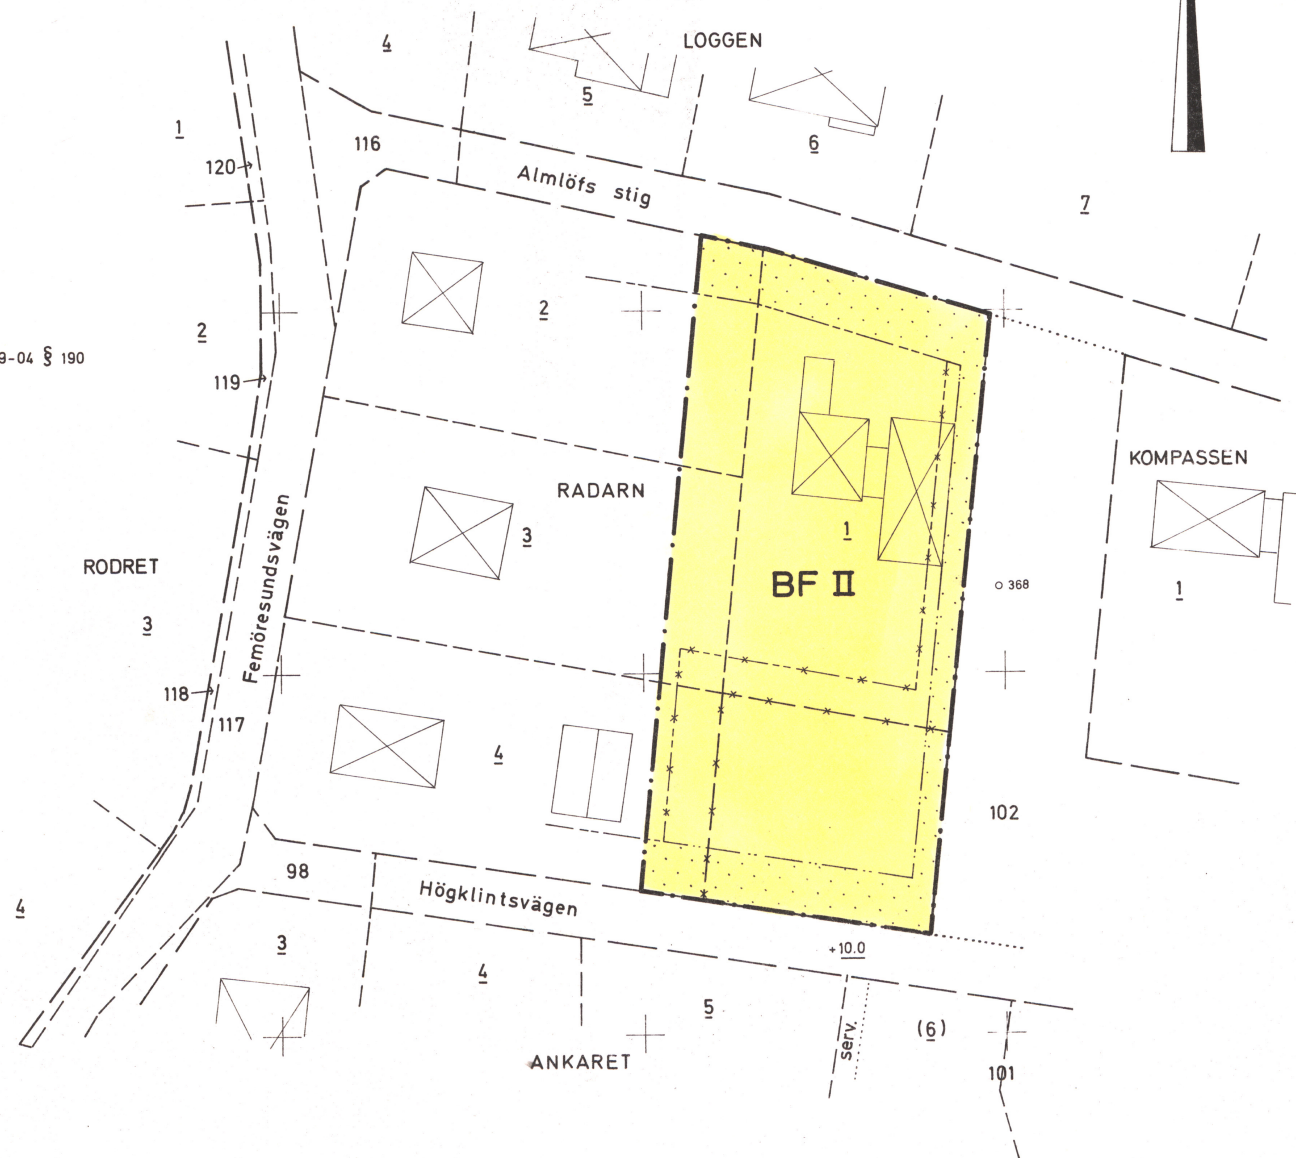 LOGGEN
4
5
6
7
1
116
120
Almlöfs stig
2
2
9-04 § 190
119
KOMPASSEN
RADARN
3
1
RODRET
Femöresundsvägen
BF II
368
1
3
118
117
4
102
98
Högklintsvägen
4
3
4
+10.0
5
serv.
(6)
ANKARET
101